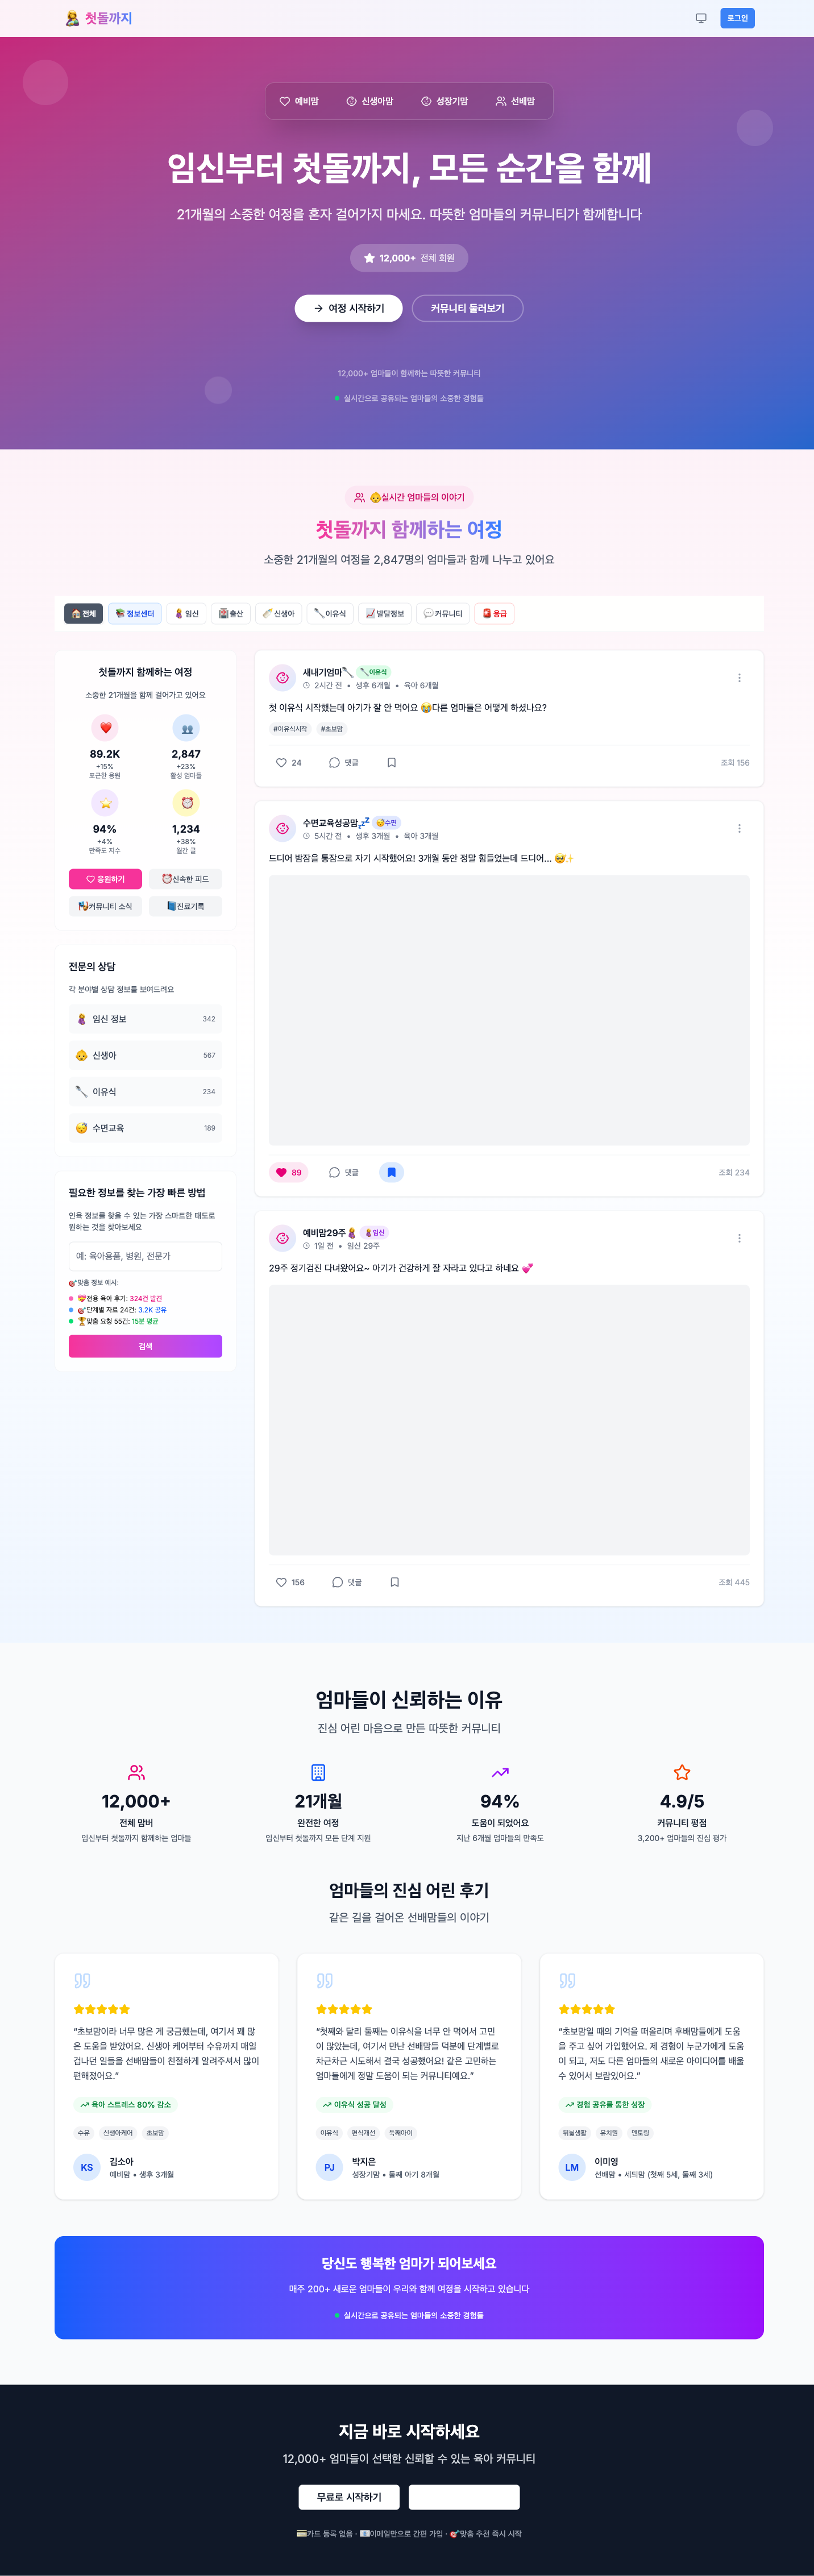 첫돌까지
로그인
예비맘 신생아맘 성장기맘 선배맘
임신부터 첫돌까지, 모든 순간을 함께
21개월의 소중한 여정을 혼자 걸어가지 마세요. 따뜻한 엄마들의 커뮤니티가 함께합니다
12,000+ 전체 회원
여정 시작하기 커뮤니티 둘러보기
12,000+ 엄마들이 함께하는 따뜻한 커뮤니티
실시간으로 공유되는 엄마들의 소중한 경험들
👶실시간 엄마들의 이야기
첫돌까지 함께하는 여정
소중한 21개월의 여정을 2,847명의 엄마들과 함께 나누고 있어요
전체 정보센터 임신 출산 신생아 이유식 발달정보 커뮤니티 응급
첫돌까지 함께하는 여정
소중한 21개월을 함께 걸어가고 있어요
89.2K
+15%
포근한 응원
2,847
+23%
활성 엄마들
94%
+4%
만족도 지수
1,234
+38%
월간 글
응원하기
신속한 피드
커뮤니티 소식
진료기록
전문의 상담
각 분야별 상담 정보를 보여드려요
임신 정보 342
신생아 567
이유식 234
수면교육 189
필요한 정보를 찾는 가장 빠른 방법
인육 정보를 찾을 수 있는 가장 스마트한 태도로
원하는 것을 찾아보세요
예: 육아용품, 병원, 전문가
맞춤 정보 예시:
전용 육아 후기: 324건 발견
단계별 자료 24건: 3.2K 공유
맞춤 요청 55건: 15분 평균
검색
새내기엄마 이유식
2시간 전 • 생후 6개월 • 육아 6개월
첫 이유식 시작했는데 아기가 잘 안 먹어요 😭다른 엄마들은 어떻게 하셨나요?
#이유식시작 #초보맘
24 댓글 조회 156
수면교육성공맘💤 수면
5시간 전 • 생후 3개월 • 육아 3개월
드디어 밤잠을 통잠으로 자기 시작했어요! 3개월 동안 정말 힘들었는데 드디어... 🥹✨
89 댓글 조회 234
예비맘29주 임신
1일 전 • 임신 29주
29주 정기검진 다녀왔어요~ 아기가 건강하게 잘 자라고 있다고 하네요 💕
156 댓글 조회 445
엄마들이 신뢰하는 이유
진심 어린 마음으로 만든 따뜻한 커뮤니티
12,000+
전체 맘버
임신부터 첫돌까지 함께하는 엄마들
21개월
완전한 여정
임신부터 첫돌까지 모든 단계 지원
94%
도움이 되었어요
지난 6개월 엄마들의 만족도
4.9/5
커뮤니티 평점
3,200+ 엄마들의 진심 평가
엄마들의 진심 어린 후기
같은 길을 걸어온 선배맘들의 이야기
"초보맘이라 너무 많은 게 궁금했는데, 여기서 꽤 많
은 도움을 받았어요. 신생아 케어부터 수유까지 매일
겁나던 일들을 선배맘들이 친절하게 알려주셔서 많이
편해졌어요."
육아 스트레스 80% 감소
수유 신생아케어 초보맘
KS 김소아
예비맘 • 생후 3개월
"첫째와 달리 둘째는 이유식을 너무 안 먹어서 고민
이 많았는데, 여기서 만난 선배맘들 덕분에 단계별로
차근차근 시도해서 결국 성공했어요! 같은 고민하는
엄마들에게 정말 도움이 되는 커뮤니티예요."
이유식 성공 달성
이유식 편식개선 둑째아이
PJ 박지은
성장기맘 • 둘째 아기 8개월
"초보맘일 때의 기억을 떠올리며 후배맘들에게 도움
을 주고 싶어 가입했어요. 제 경험이 누군가에게 도움
이 되고, 저도 다른 엄마들의 새로운 아이디어를 배울
수 있어서 보람있어요."
경험 공유를 통한 성장
뒤눨생활 유치원 멘토링
LM 이미영
선배맘 • 세듸맘 (첫째 5세, 둘째 3세)
당신도 행복한 엄마가 되어보세요
매주 200+ 새로운 엄마들이 우리와 함께 여정을 시작하고 있습니다
실시간으로 공유되는 엄마들의 소중한 경험들
지금 바로 시작하세요
12,000+ 엄마들이 선택한 신뢰할 수 있는 육아 커뮤니티
무료로 시작하기
카드 등록 없음 · 이메일만으로 간편 가입 · 맞춤 추천 즉시 시작